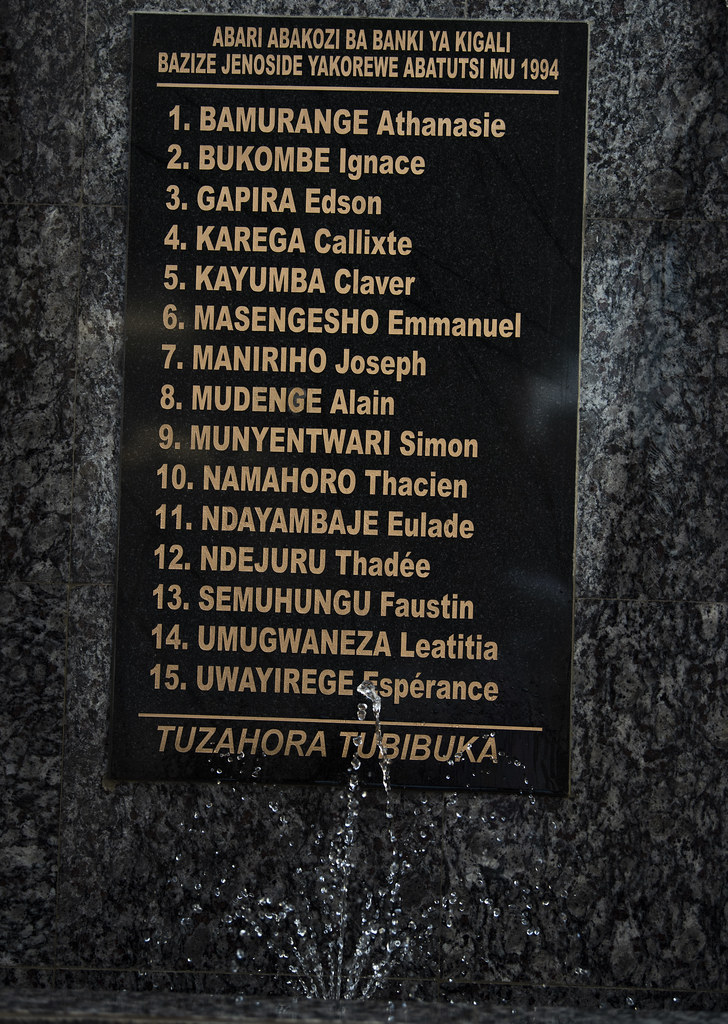 ABARI ABAKOZI BA BANKI YA KIGALI
BAZIZE JENOSIDE YAKOREWE ABATUTSI MU 1994
1. BAMURANGE Athanasie
2. BUKOMBE Ignace
3. GAPIRA Edson
4. KAREGA Callixte
5. KAYUMBA Claver
6. MASENGESHO Emmanuel
7. MANIRIHO Joseph
8. MUDENGE Alain
9. MUNYENTWARI Simon
10. NAMAHORO Thacien
11. NDAYAMBAJE Eulade
12. NDEJURU Thadée
13. SEMUHUNGU Faustin
14. UMUGWANEZA Leatitia
15. UWAYIREGE Espérance
TUZAHORA TUBIBUKA